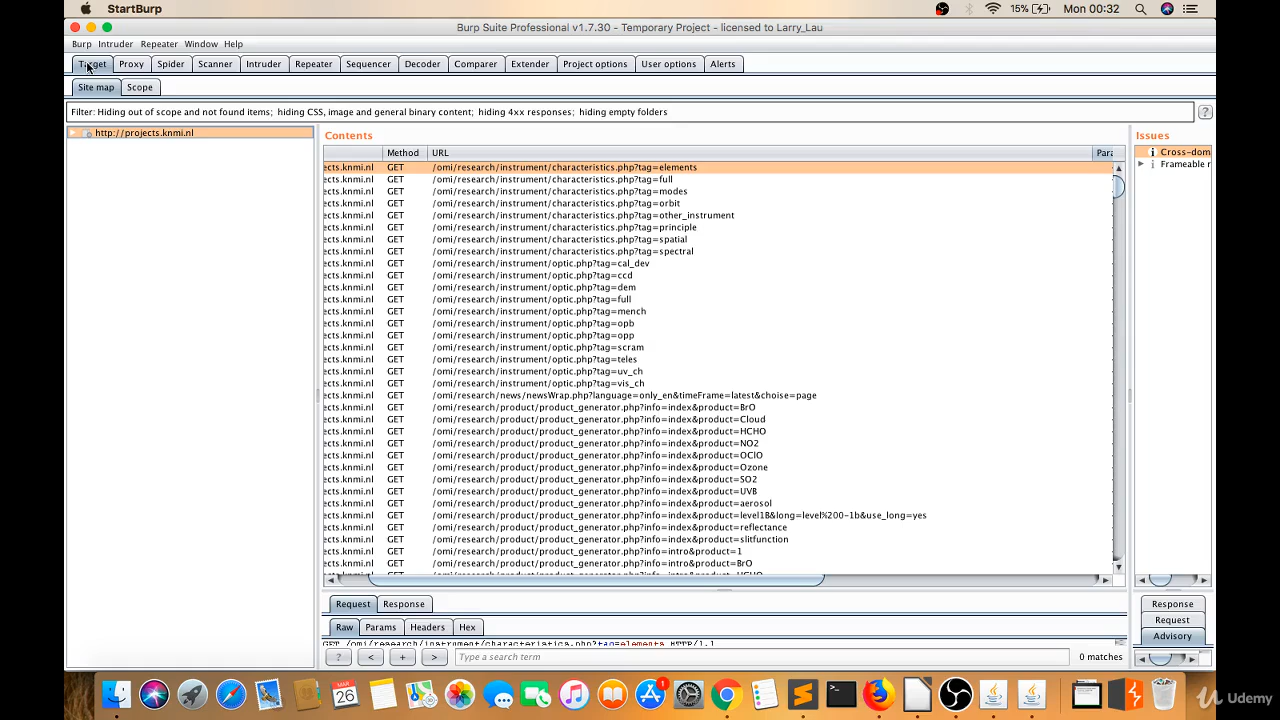 StartBurp
15%
Mon 00:32
Burp Suite Professional v1.7.30 - Temporary Project - licensed to Larry_Lau
Burp Intruder Repeater Window Help
Target Proxy Spider Scanner Intruder Repeater Sequencer Decoder Comparer Extender Project options User options Alerts
Site map Scope
Filter: Hiding out of scope and not found items; hiding CSS, image and general binary content; hiding 4xx responses; hiding empty folders ?
http://projects.knmi.nl
Contents
Issues
Method URL Para
ects.knmi.nl GET /omi/research/instrument/characteristics.php?tag=elements
ects.knmi.nl GET /omi/research/instrument/characteristics.php?tag=full
ects.knmi.nl GET /omi/research/instrument/characteristics.php?tag=modes
ects.knmi.nl GET /omi/research/instrument/characteristics.php?tag=orbit
ects.knmi.nl GET /omi/research/instrument/characteristics.php?tag=other_instrument
ects.knmi.nl GET /omi/research/instrument/characteristics.php?tag=principle
ects.knmi.nl GET /omi/research/instrument/characteristics.php?tag=spatial
ects.knmi.nl GET /omi/research/instrument/characteristics.php?tag=spectral
ects.knmi.nl GET /omi/research/instrument/optic.php?tag=cal_dev
ects.knmi.nl GET /omi/research/instrument/optic.php?tag=ccd
ects.knmi.nl GET /omi/research/instrument/optic.php?tag=dem
ects.knmi.nl GET /omi/research/instrument/optic.php?tag=full
ects.knmi.nl GET /omi/research/instrument/optic.php?tag=mench
ects.knmi.nl GET /omi/research/instrument/optic.php?tag=opb
ects.knmi.nl GET /omi/research/instrument/optic.php?tag=opp
ects.knmi.nl GET /omi/research/instrument/optic.php?tag=scram
ects.knmi.nl GET /omi/research/instrument/optic.php?tag=teles
ects.knmi.nl GET /omi/research/instrument/optic.php?tag=uv_ch
ects.knmi.nl GET /omi/research/instrument/optic.php?tag=vis_ch
ects.knmi.nl GET /omi/research/news/newsWrap.php?language=only_en&timeFrame=latest&choise=page
ects.knmi.nl GET /omi/research/product/product_generator.php?info=index&product=BrO
ects.knmi.nl GET /omi/research/product/product_generator.php?info=index&product=Cloud
ects.knmi.nl GET /omi/research/product/product_generator.php?info=index&product=HCHO
ects.knmi.nl GET /omi/research/product/product_generator.php?info=index&product=NO2
ects.knmi.nl GET /omi/research/product/product_generator.php?info=index&product=OClO
ects.knmi.nl GET /omi/research/product/product_generator.php?info=index&product=Ozone
ects.knmi.nl GET /omi/research/product/product_generator.php?info=index&product=SO2
ects.knmi.nl GET /omi/research/product/product_generator.php?info=index&product=UVB
ects.knmi.nl GET /omi/research/product/product_generator.php?info=index&product=aerosol
ects.knmi.nl GET /omi/research/product/product_generator.php?info=index&product=level1B&long=level%200-1b&use_long=yes
ects.knmi.nl GET /omi/research/product/product_generator.php?info=index&product=reflectance
ects.knmi.nl GET /omi/research/product/product_generator.php?info=index&product=slitfunction
ects.knmi.nl GET /omi/research/product/product_generator.php?info=intro&product=1
ects.knmi.nl GET /omi/research/product/product_generator.php?info=intro&product=BrO
i Cross-dom
i Frameable r
Request Response
Raw Params Headers Hex
GET /omi/research/instrument/characteristics.php?tag=elements HTTP/1.1
? < + > Type a search term 0 matches
Response
Request
Advisory
MAR
26
1
Udemy